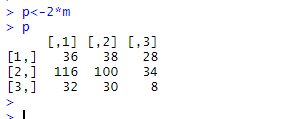 > p<-2*m
> p
     [,1] [,2] [,3]
[1,]   36   38   28
[2,]  116  100   34
[3,]   32   30    8
>
>